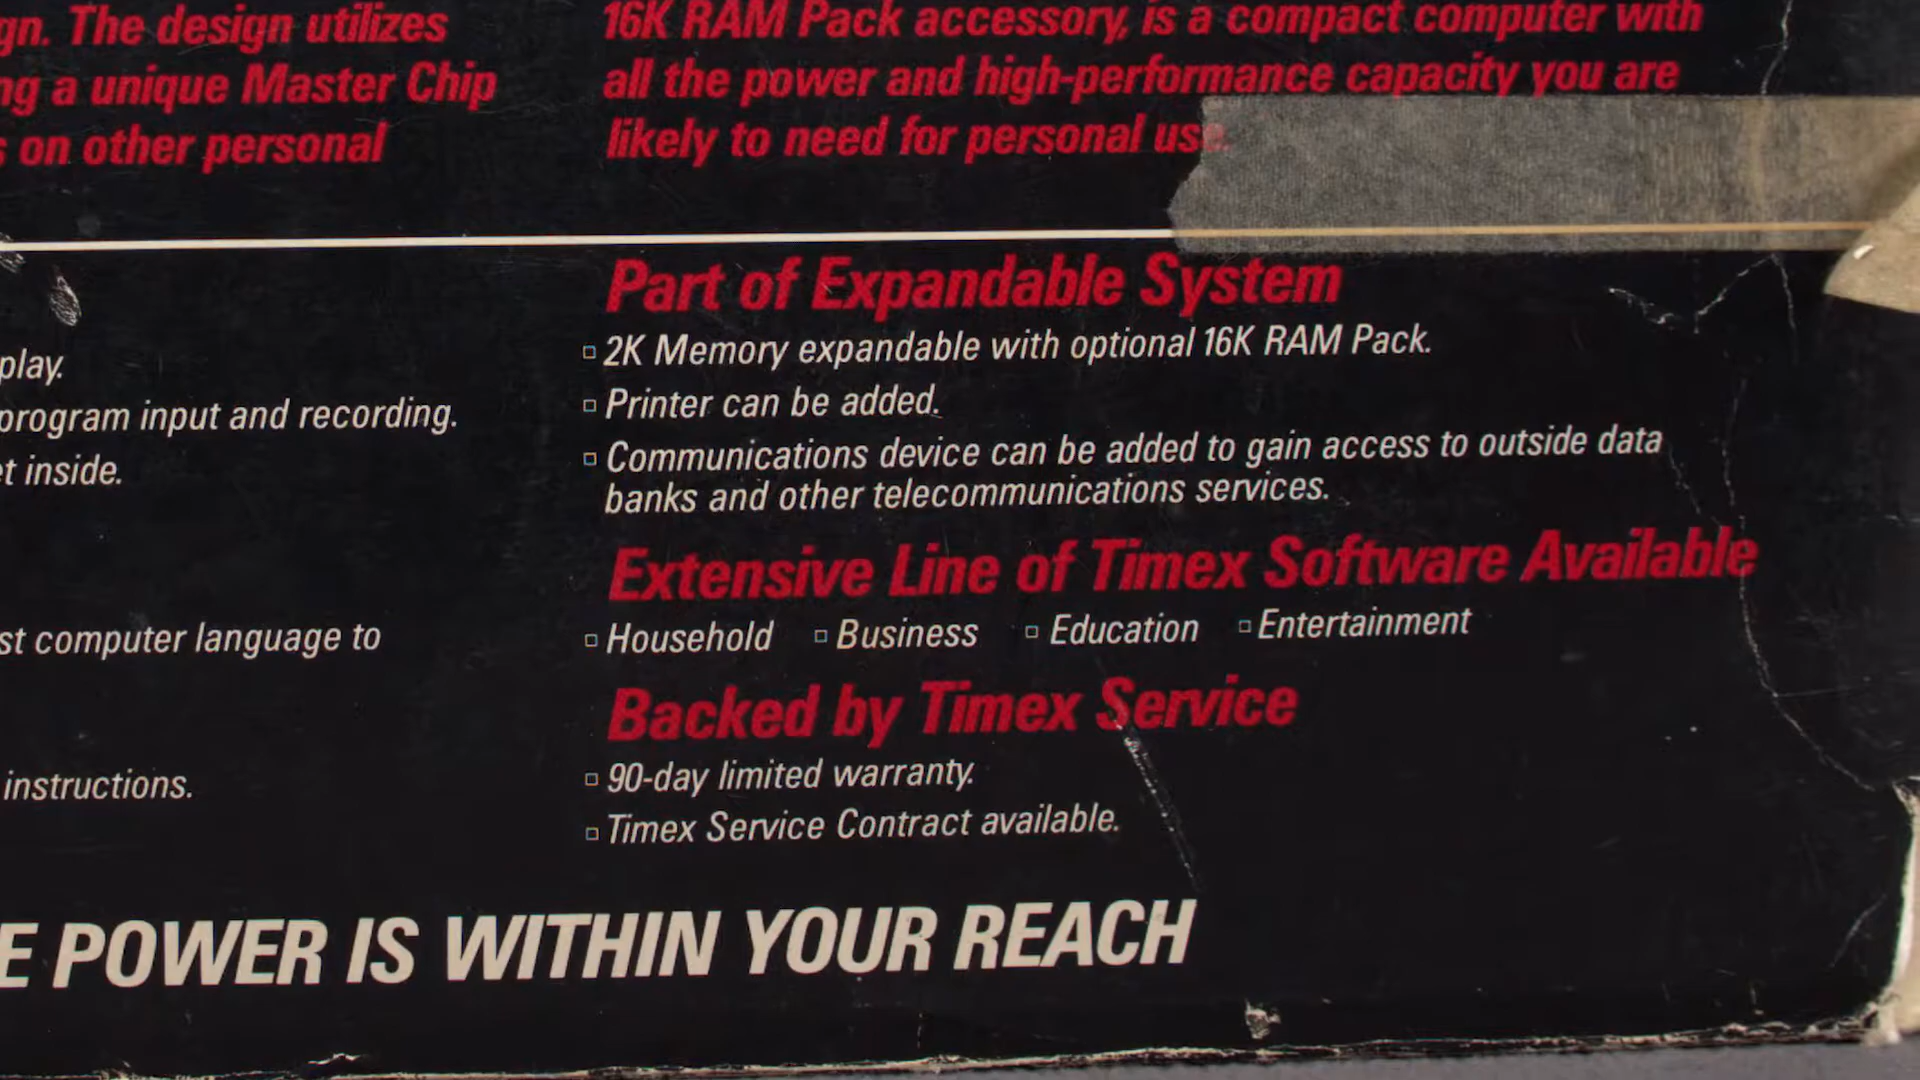 gn. The design utilizes
ng a unique Master Chip
s on other personal
16K RAM Pack accessory, is a compact computer with
all the power and high-performance capacity you are
likely to need for personal use.
play.
program input and recording.
et inside.
st computer language to
instructions.
Part of Expandable System
2K Memory expandable with optional 16K RAM Pack.
Printer can be added.
Communications device can be added to gain access to outside data
banks and other telecommunications services.
Extensive Line of Timex Software Available
Household Business Education Entertainment
Backed by Timex Service
90-day limited warranty.
Timex Service Contract available.
E POWER IS WITHIN YOUR REACH